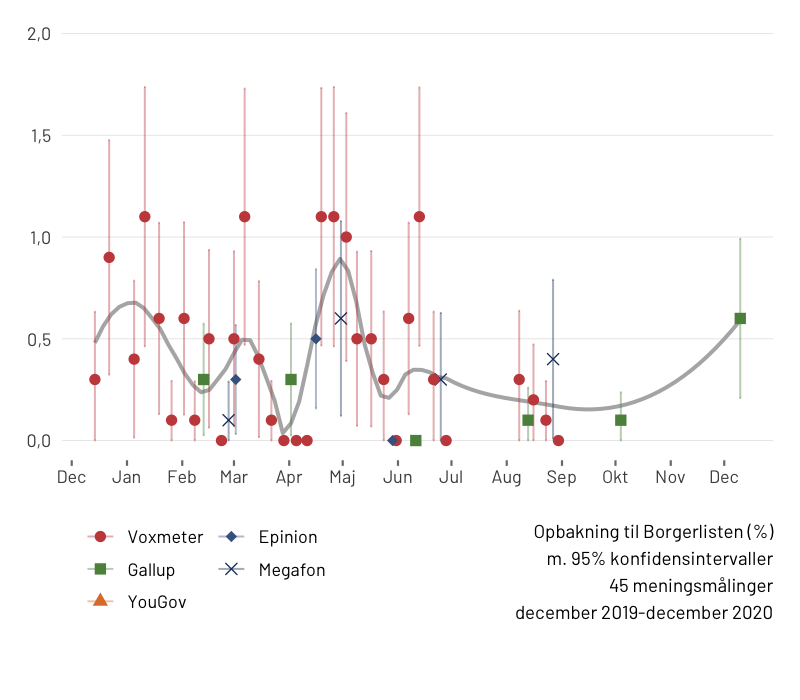 2,0
1,5
1,0
0,5
0,0
Dec Jan Feb Mar Apr Maj Jun Jul Aug Sep Okt Nov Dec
Voxmeter Epinion
Gallup Megafon
YouGov
Opbakning til Borgerlisten (%)
m. 95% konfidensintervaller
45 meningsmålinger
december 2019-december 2020